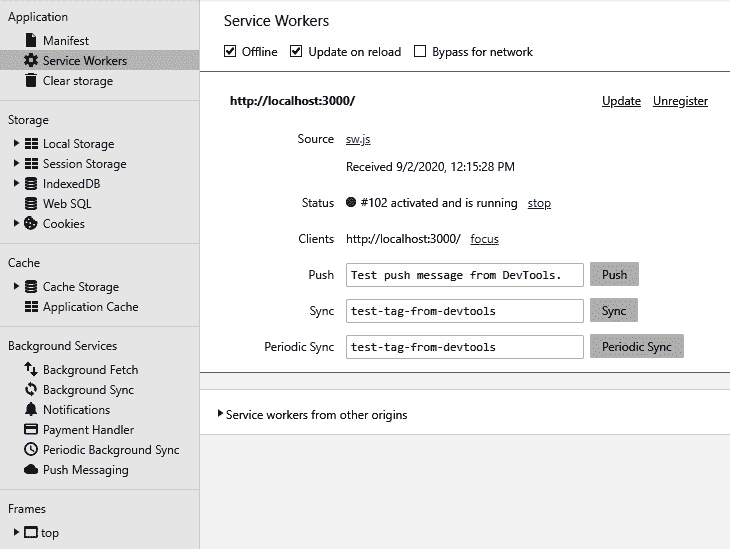 Application
Manifest
Service Workers
Clear storage
Storage
Local Storage
Session Storage
IndexedDB
Web SQL
Cookies
Cache
Cache Storage
Application Cache
Background Services
Background Fetch
Background Sync
Notifications
Payment Handler
Periodic Background Sync
Push Messaging
Frames
top
Service Workers
Offline Update on reload Bypass for network
http://localhost:3000/ Update Unregister
Source sw.js
Received 9/2/2020, 12:15:28 PM
Status #102 activated and is running stop
Clients http://localhost:3000/ focus
Push Test push message from DevTools. Push
Sync test-tag-from-devtools Sync
Periodic Sync test-tag-from-devtools Periodic Sync
Service workers from other origins